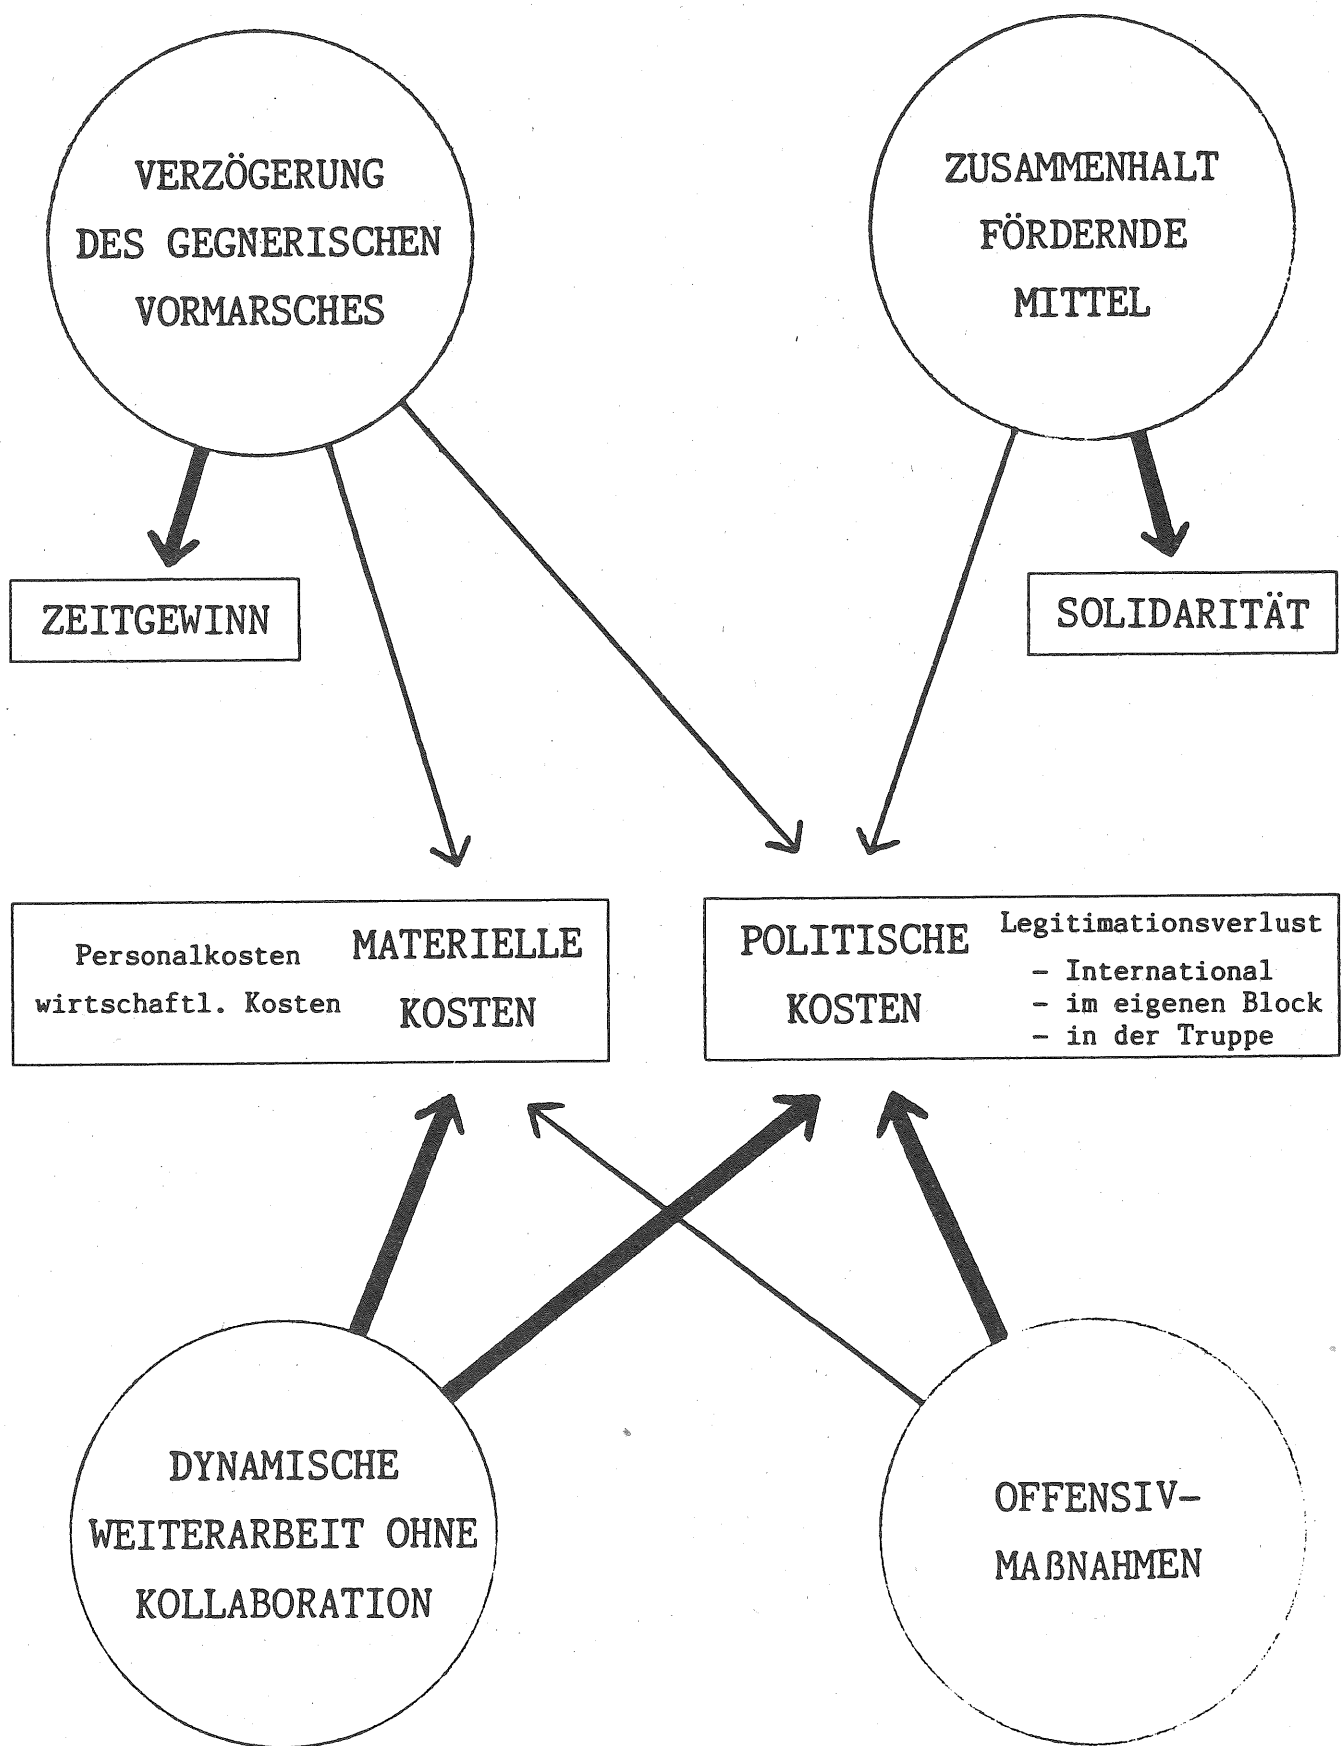 VERZÖGERUNG
DES GEGNERISCHEN
VORMARSCHES
ZUSAMMENHALT
FÖRDERNDE
MITTEL
ZEITGEWINN
SOLIDARITÄT
Personalkosten
wirtschaftl. Kosten
MATERIELLE
KOSTEN
POLITISCHE
KOSTEN
Legitimationsverlust
– International
– im eigenen Block
– in der Truppe
DYNAMISCHE
WEITERARBEIT OHNE
KOLLABORATION
OFFENSIV–
MAßNAHMEN